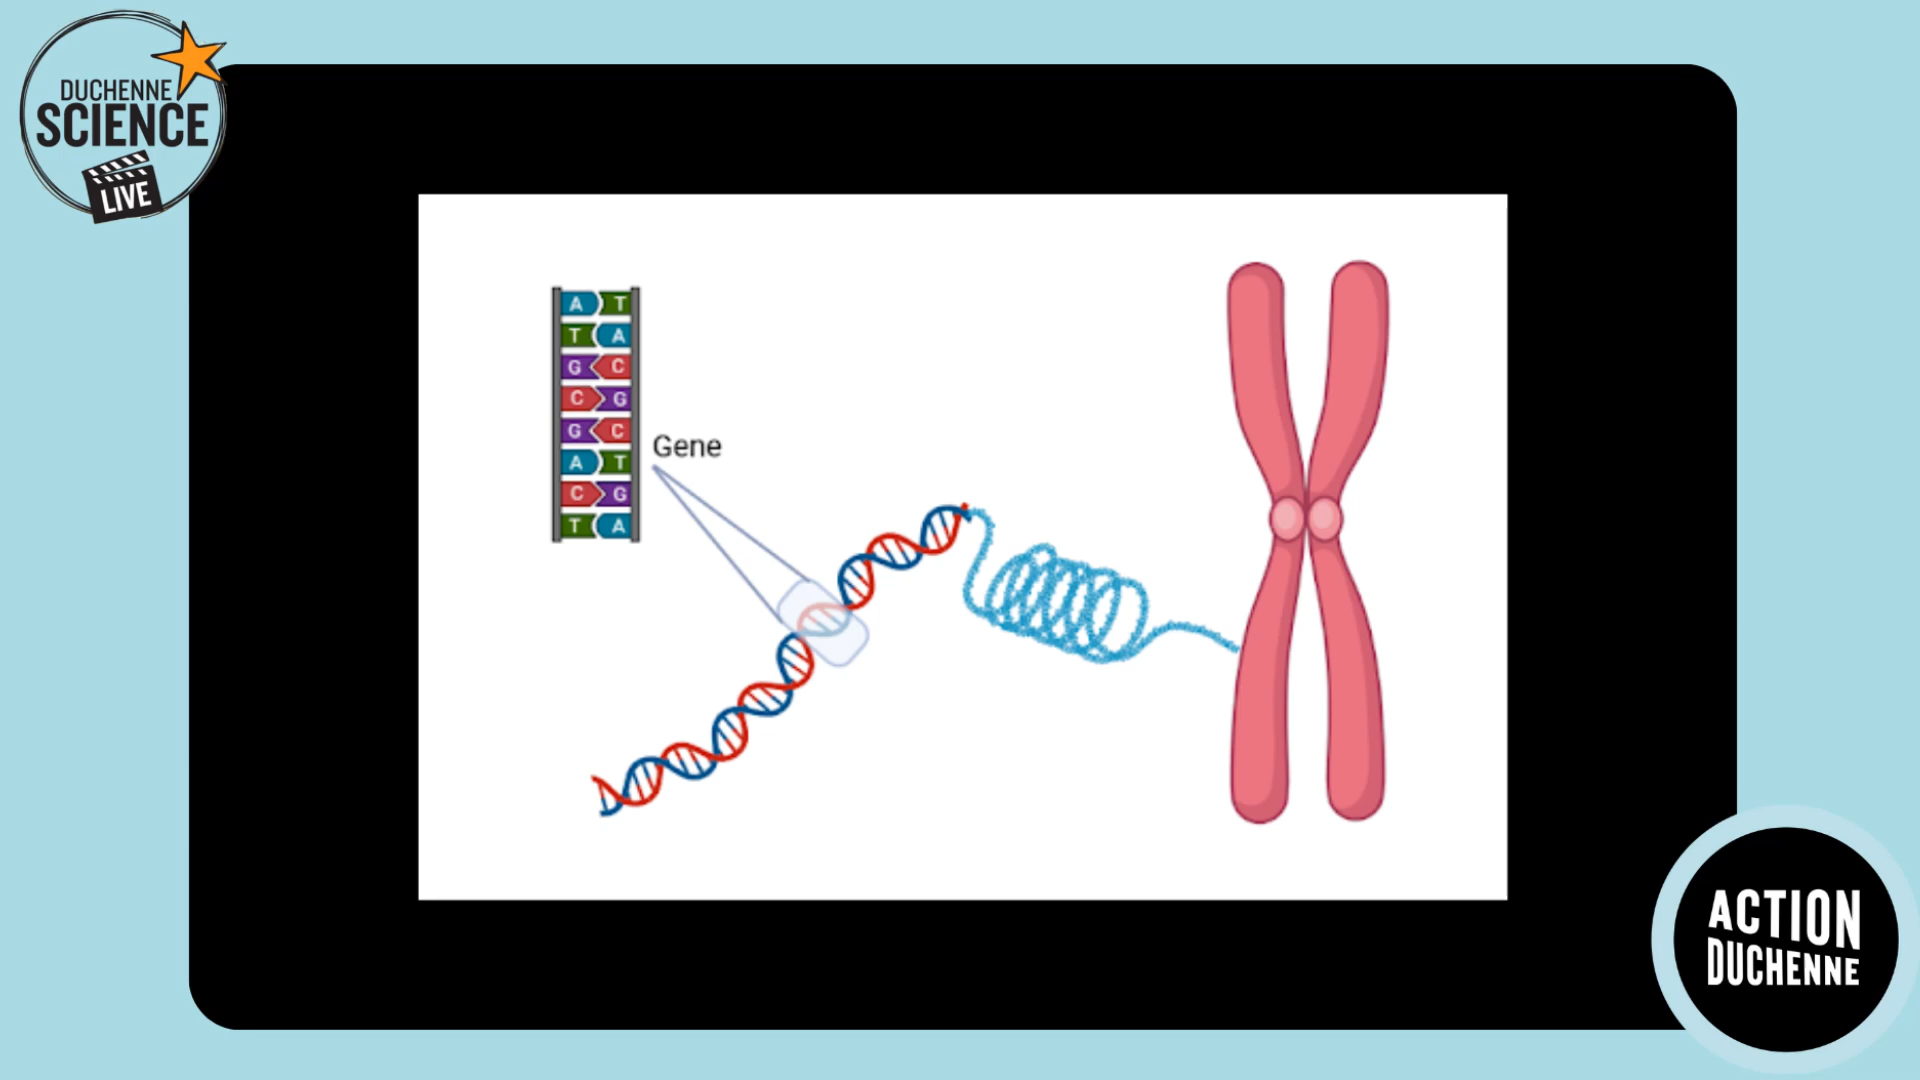 DUCHENNE
SCIENCE
LIVE
A T
T A
G C
C G
G C
A T
C G
T A
Gene
ACTION
DUCHENNE